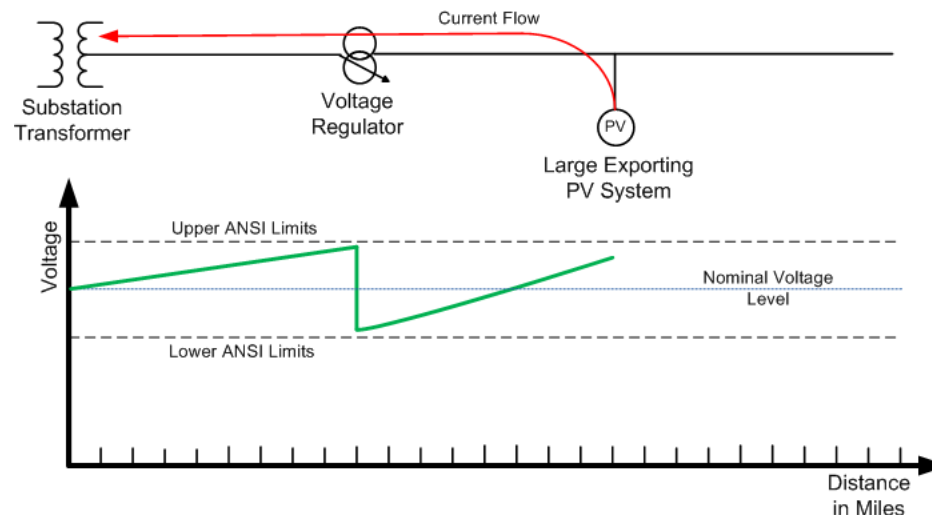 Current Flow
Substation
Transformer
Voltage
Regulator
PV
Large Exporting
PV System
Voltage
Upper ANSI Limits
Nominal Voltage
Level
Lower ANSI Limits
Distance
in Miles